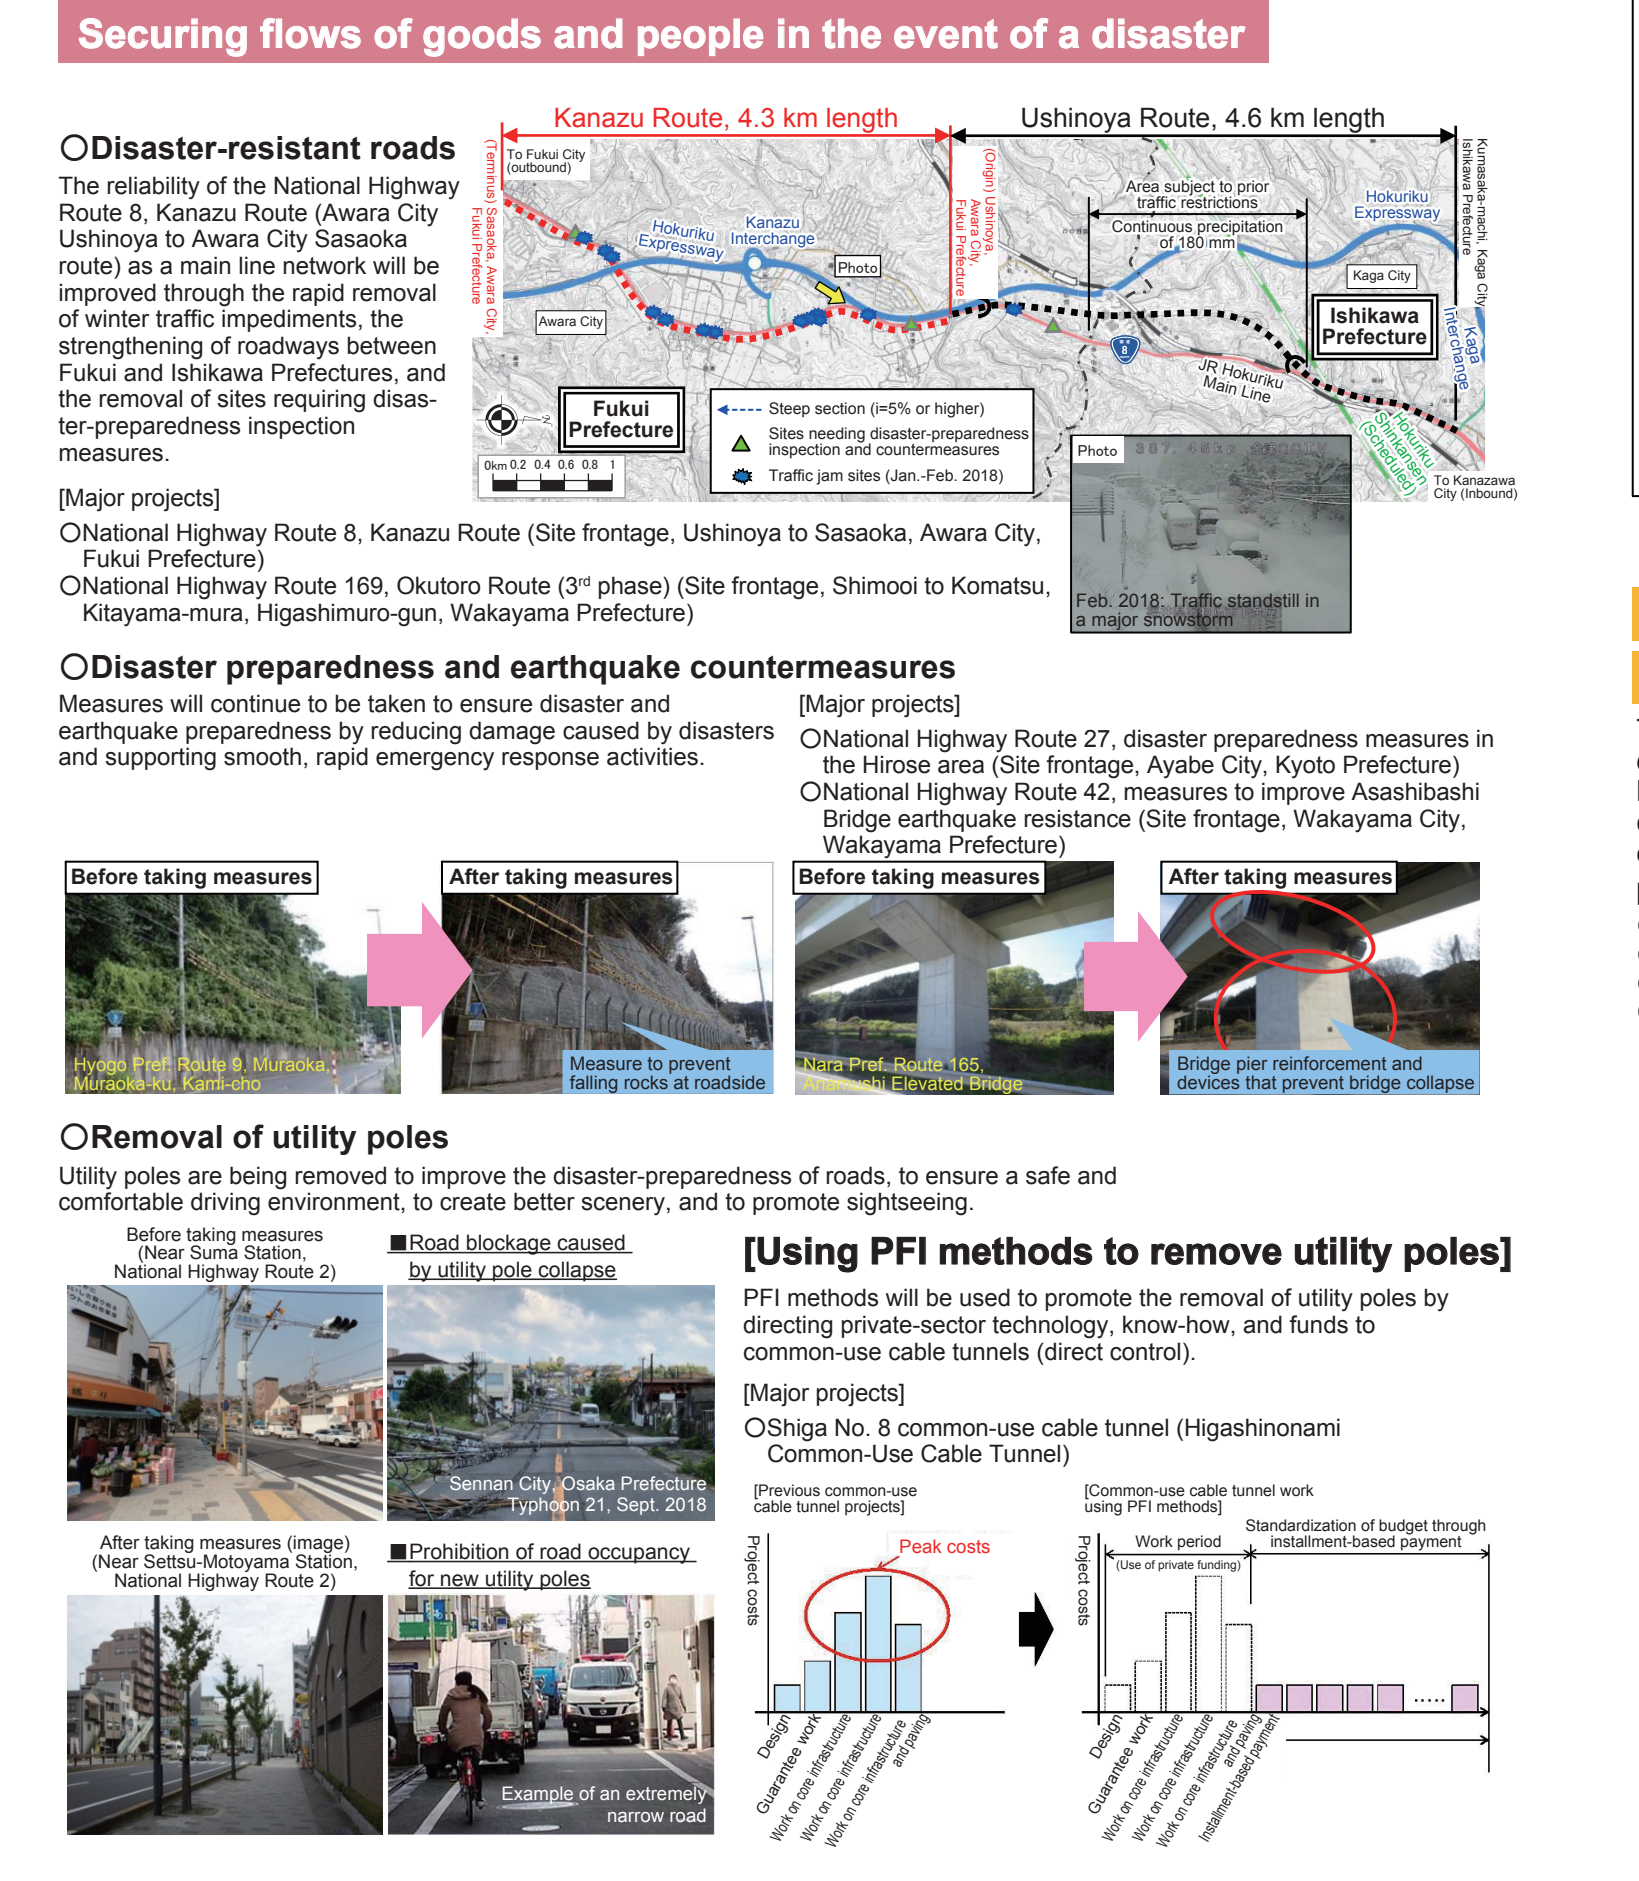 Securing flows of goods and people in the event of a disaster
○Disaster-resistant roads
The reliability of the National Highway
Route 8, Kanazu Route (Awara City
Ushinoya to Awara City Sasaoka
route) as a main line network will be
improved through the rapid removal
of winter traffic impediments, the
strengthening of roadways between
Fukui and Ishikawa Prefectures, and
the removal of sites requiring disas-
ter-preparedness inspection
measures.
Kanazu Route, 4.3 km length
Ushinoya Route, 4.6 km length
(Terminus) Sasaoka, Awara City,
Fukui Prefecture
To Fukui City
(outbound)
Hokuriku
Expressway
Kanazu
Interchange
Photo
Awara City
(Origin) Ushinoya,
Awara City,
Fukui Prefecture
Area subject to prior
traffic restrictions
Continuous precipitation
of 180 mm
Hokuriku
Expressway
Kaga City
Ishikawa
Prefecture
Kumasaka-machi, Kaga City
Ishikawa Prefecture
Kaga
Interchange
8
JR Hokuriku
Main Line
Hokuriku
Shinkansen
(Scheduled)
To Kanazawa
City (Inbound)
Fukui
Prefecture
N
0km 0.2 0.4 0.6 0.8 1
Steep section (i=5% or higher)
Sites needing disaster-preparedness
inspection and countermeasures
Traffic jam sites (Jan.-Feb. 2018)
Photo
Feb. 2018: Traffic standstill in
a major snowstorm
[Major projects]
○National Highway Route 8, Kanazu Route (Site frontage, Ushinoya to Sasaoka, Awara City,
Fukui Prefecture)
○National Highway Route 169, Okutoro Route (3rd phase) (Site frontage, Shimooi to Komatsu,
Kitayama-mura, Higashimuro-gun, Wakayama Prefecture)
○Disaster preparedness and earthquake countermeasures
Measures will continue to be taken to ensure disaster and
earthquake preparedness by reducing damage caused by disasters
and supporting smooth, rapid emergency response activities.
[Major projects]
○National Highway Route 27, disaster preparedness measures in
the Hirose area (Site frontage, Ayabe City, Kyoto Prefecture)
○National Highway Route 42, measures to improve Asashibashi
Bridge earthquake resistance (Site frontage, Wakayama City,
Wakayama Prefecture)
Before taking measures
Hyogo Pref. Route 9, Muraoka,
Muraoka-ku, Kami-cho
After taking measures
Measure to prevent
falling rocks at roadside
Before taking measures
Nara Pref. Route 165,
Anamushi Elevated Bridge
After taking measures
Bridge pier reinforcement and
devices that prevent bridge collapse
○Removal of utility poles
Utility poles are being removed to improve the disaster-preparedness of roads, to ensure a safe and
comfortable driving environment, to create better scenery, and to promote sightseeing.
Before taking measures
(Near Suma Station,
National Highway Route 2)
■Road blockage caused
by utility pole collapse
Sennan City, Osaka Prefecture
Typhoon 21, Sept. 2018
After taking measures (image)
(Near Settsu-Motoyama Station,
National Highway Route 2)
■Prohibition of road occupancy
for new utility poles
Example of an extremely
narrow road
[Using PFI methods to remove utility poles]
PFI methods will be used to promote the removal of utility poles by
directing private-sector technology, know-how, and funds to
common-use cable tunnels (direct control).
[Major projects]
○Shiga No. 8 common-use cable tunnel (Higashinonami
Common-Use Cable Tunnel)
[Previous common-use
cable tunnel projects]
Project costs
Peak costs
Design
Guarantee work
Work on core infrastructure
Work on core infrastructure
Work on core infrastructure
and paving
[Common-use cable tunnel work
using PFI methods]
Project costs
Work period
(Use of private funding)
Standardization of budget through
installment-based payment
.....
Design
Guarantee work
Work on core infrastructure
Work on core infrastructure
Work on core infrastructure
and paving
Installment-based payment